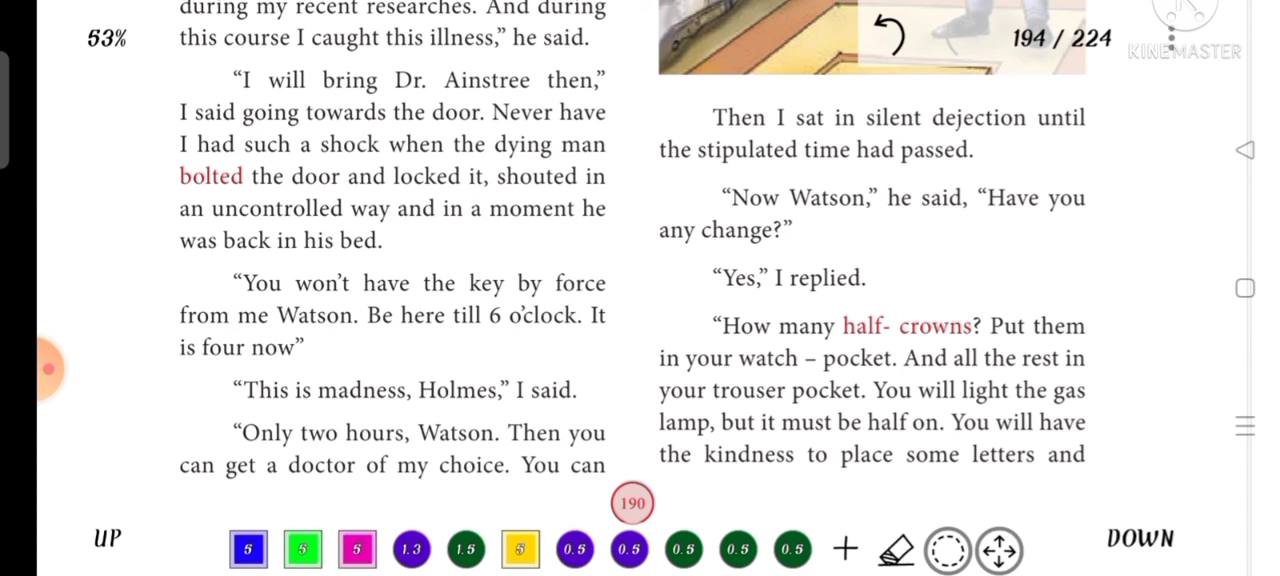 during my recent researches. And during
this course I caught this illness,” he said.
“I will bring Dr. Ainstree then,”
I said going towards the door. Never have
I had such a shock when the dying man
bolted the door and locked it, shouted in
an uncontrolled way and in a moment he
was back in his bed.
“You won’t have the key by force
from me Watson. Be here till 6 o’clock. It
is four now”
“This is madness, Holmes,” I said.
“Only two hours, Watson. Then you
can get a doctor of my choice. You can
Then I sat in silent dejection until
the stipulated time had passed.
“Now Watson,” he said, “Have you
any change?”
“Yes,” I replied.
“How many half- crowns? Put them
in your watch – pocket. And all the rest in
your trouser pocket. You will light the gas
lamp, but it must be half on. You will have
the kindness to place some letters and
190
53%
194 / 224
KINEMASTER
UP
5 5 5 1.3 1.5 5 0.5 0.5 0.5 0.5 0.5
DOWN